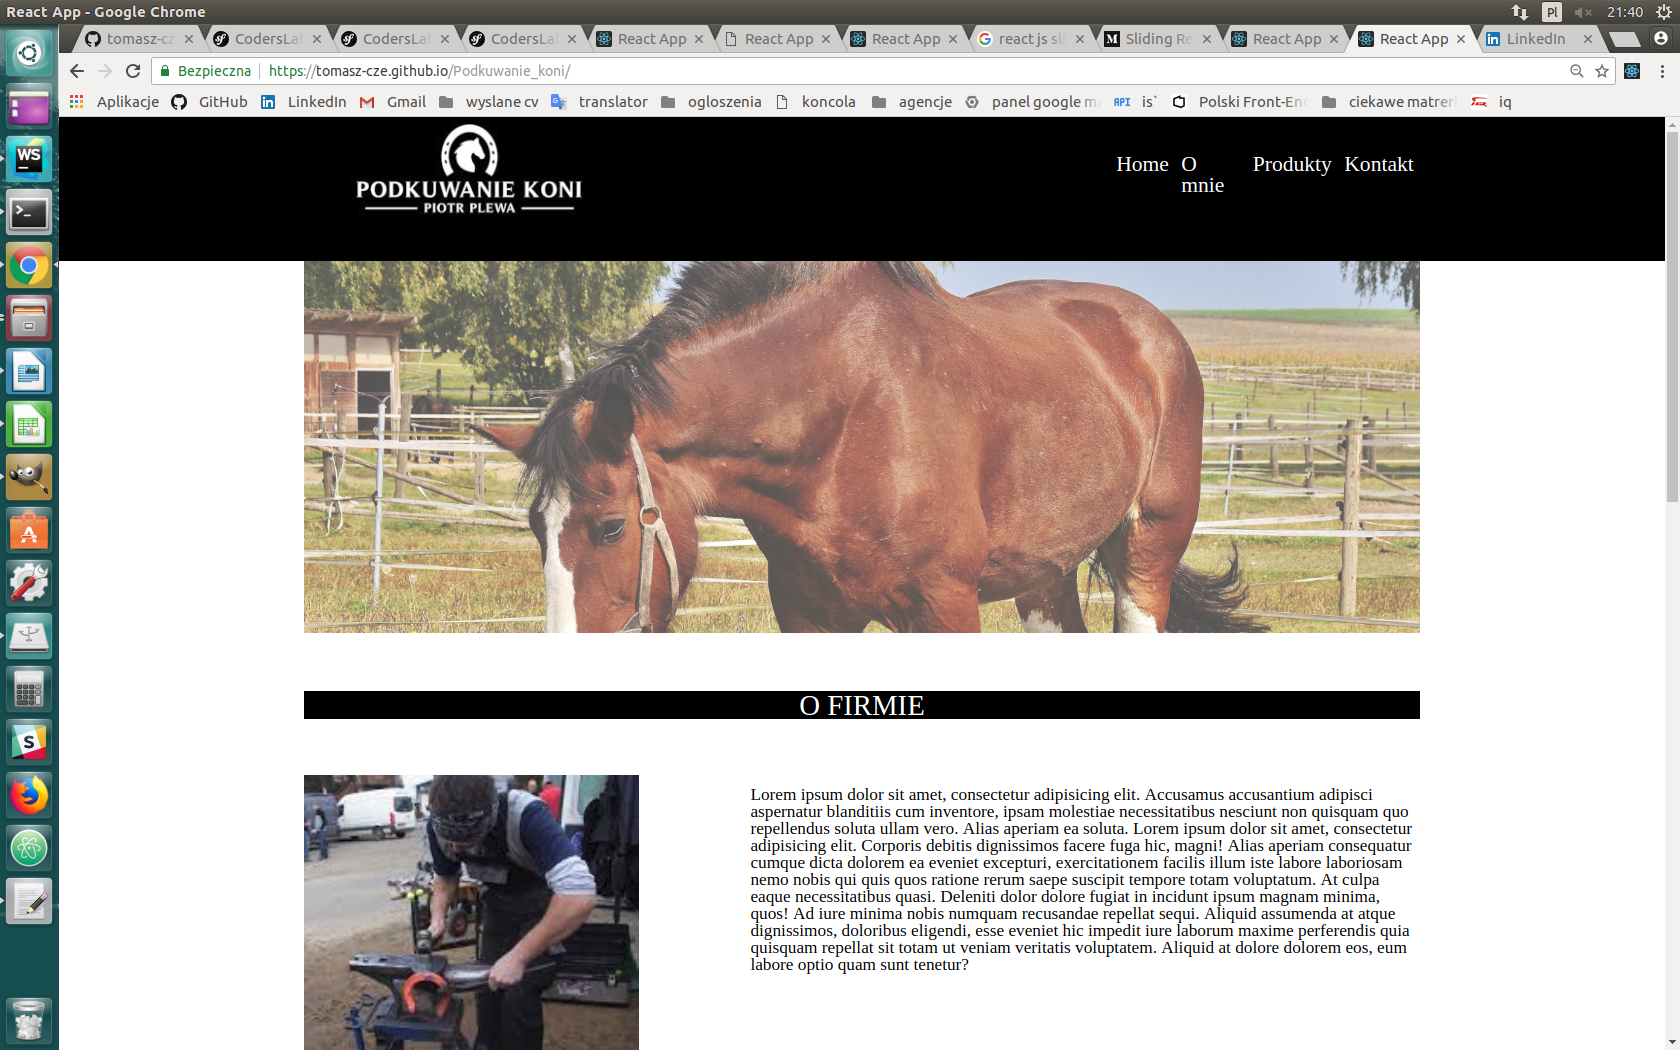 React App - Google Chrome
Pl
21:40
tomasz-cz
CodersLa
CodersLa
CodersLa
React App
React App
React App
react js sli
Sliding Re
React App
React App
LinkedIn
Bezpieczna
https://tomasz-cze.github.io/Podkuwanie_koni/
Aplikacje
GitHub
LinkedIn
Gmail
wyslane cv
translator
ogloszenia
koncola
agencje
panel google m
API
is`
Polski Front-En
ciekawe matreri
iq
WS
PODKUWANIE KONI
PIOTR PLEWA
Home
O
mnie
Produkty
Kontakt
O FIRMIE
Lorem ipsum dolor sit amet, consectetur adipisicing elit. Accusamus accusantium adipisci
aspernatur blanditiis cum inventore, ipsam molestiae necessitatibus nesciunt non quisquam quo
repellendus soluta ullam vero. Alias aperiam ea soluta. Lorem ipsum dolor sit amet, consectetur
adipisicing elit. Corporis debitis dignissimos facere fuga hic, magni! Alias aperiam consequatur
cumque dicta dolorem ea eveniet excepturi, exercitationem facilis illum iste labore laboriosam
nemo nobis qui quis quos ratione rerum saepe suscipit tempore totam voluptatum. At culpa
eaque necessitatibus quasi. Deleniti dolor dolore fugiat in incidunt ipsum magnam minima,
quos! Ad iure minima nobis numquam recusandae repellat sequi. Aliquid assumenda at atque
dignissimos, doloribus eligendi, esse eveniet hic impedit iure laborum maxime perferendis quia
quisquam repellat sit totam ut veniam veritatis voluptatem. Aliquid at dolore dolorem eos, eum
labore optio quam sunt tenetur?